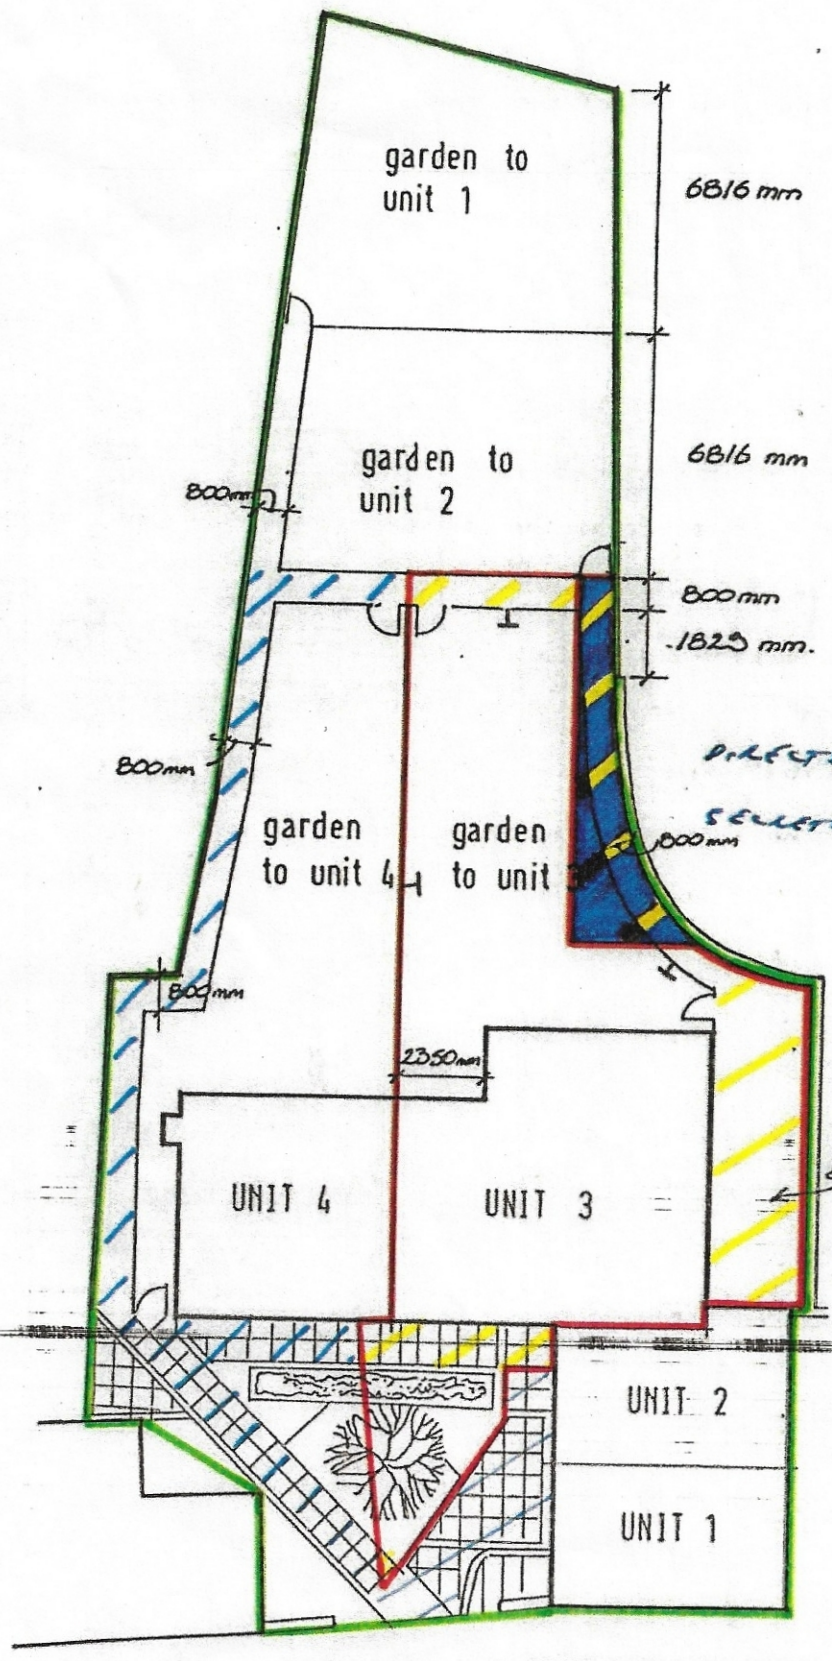 garden to
unit 1
6816 mm
garden to
unit 2
6816 mm
800mm
800mm
1829 mm.
800mm
garden
to unit 4
garden
to unit 3
800mm
800mm
2350mm
UNIT 4
UNIT 3
UNIT 2
UNIT 1